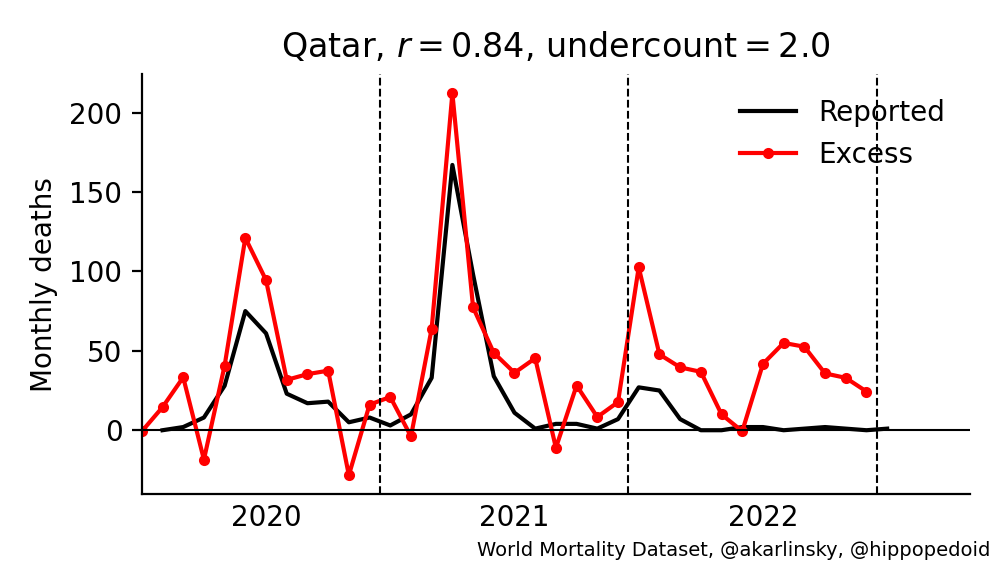 Qatar, r = 0.84, undercount = 2.0
Reported
Excess
Monthly deaths
200
150
100
50
0
2020 2021 2022
World Mortality Dataset, @akarlinsky, @hippopedoid